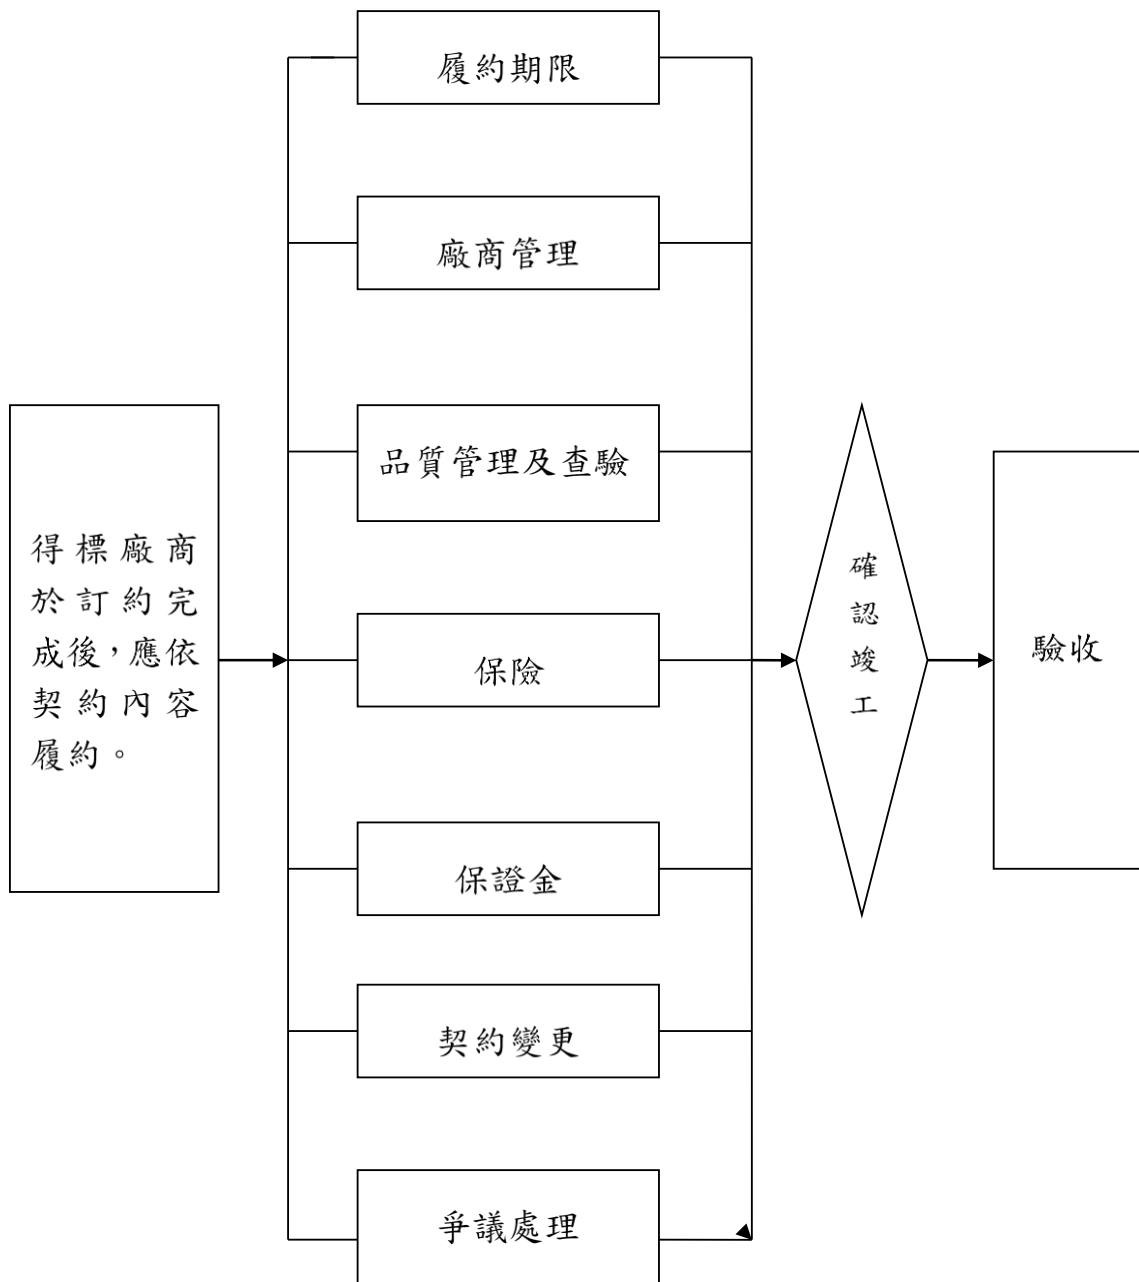 得標廠商
於訂約完
成後，應依
契約內容
履約。
履約期限
廠商管理
品質管理及查驗
保險
保證金
契約變更
爭議處理
確
認
竣
工
驗收